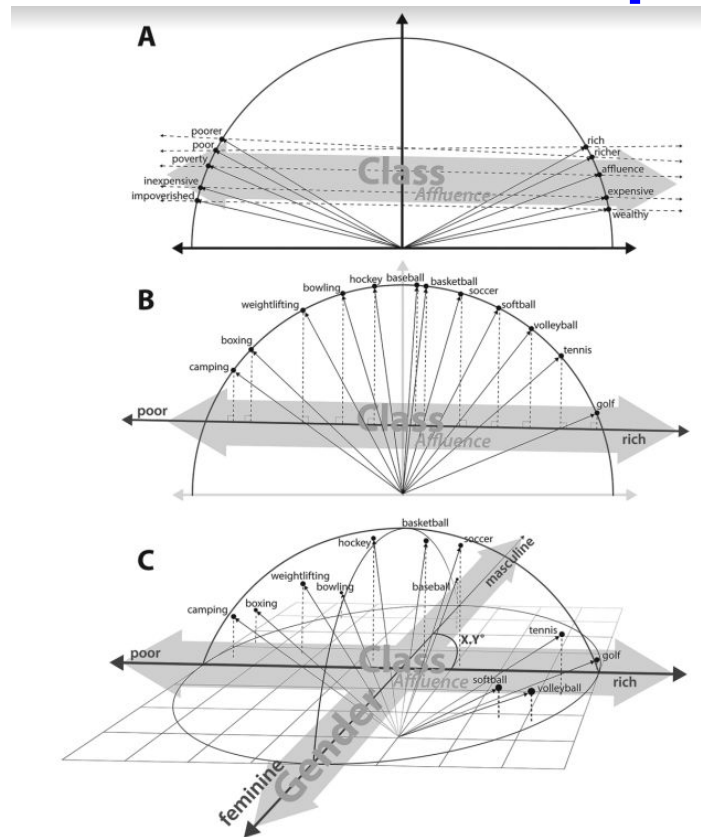 A
poorer
rich
poor
richer
poverty
affluence
Class
inexpensive
Affluence
expensive
impoverished
wealthy
B
hockey
baseball
basketball
bowling
soccer
weightlifting
softball
volleyball
boxing
tennis
camping
golf
poor
Class
Affluence
rich
C
basketball
hockey
soccer
masculine
weightlifting
bowling
baseball
camping
boxing
X,Y°
tennis
poor
Class
golf
Affluence
rich
softball
volleyball
Gender
feminine